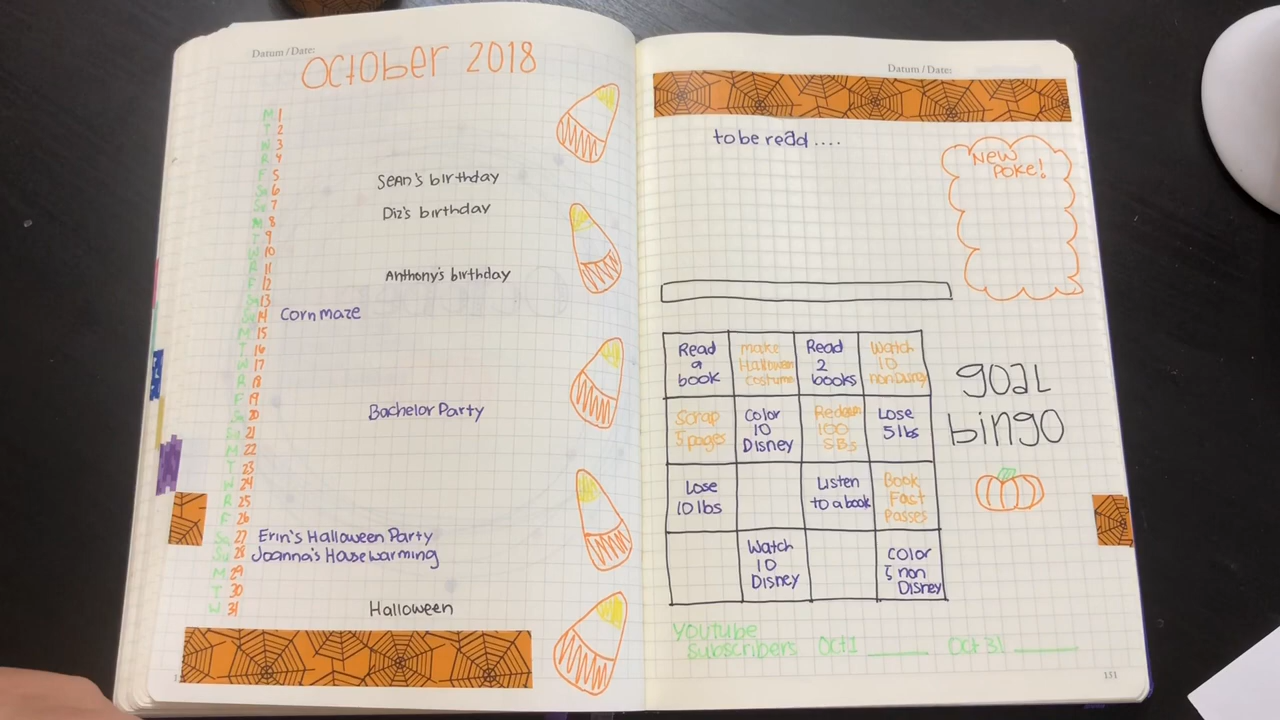 Datum/Date:
October 2018
M 1
T 2
W 3
R 4
F 5
Sa 6 Sean's birthday
Su 7
M 8 Diz's birthday
T 9
W 10
R 11
F 12 Anthony's birthday
Sa 13
Su 14 Corn maze
M 15
T 16
W 17
R 18
F 19
Sa 20 Bachelor Party
Su 21
M 22
T 23
W 24
R 25
F 26
Sa 27 Erin's Halloween Party
Su 28 Joanna's Housewarming
M 29
T 30
W 31 Halloween
Datum/Date:
to be read ....
New
Poke!
Read
a
book
make
Halloween
costume
Read
2
books
Watch
10
non Disney
Scrap
5 pages
Color
10
Disney
Redeem
100
SBs
Lose
5 lbs
Lose
10 lbs
Listen
to a book
Book
Fast
Passes
Watch
10
Disney
Color
5 non
Disney
goal
bingo
Youtube
subscribers Oct 1 ____ Oct 31 ____
151